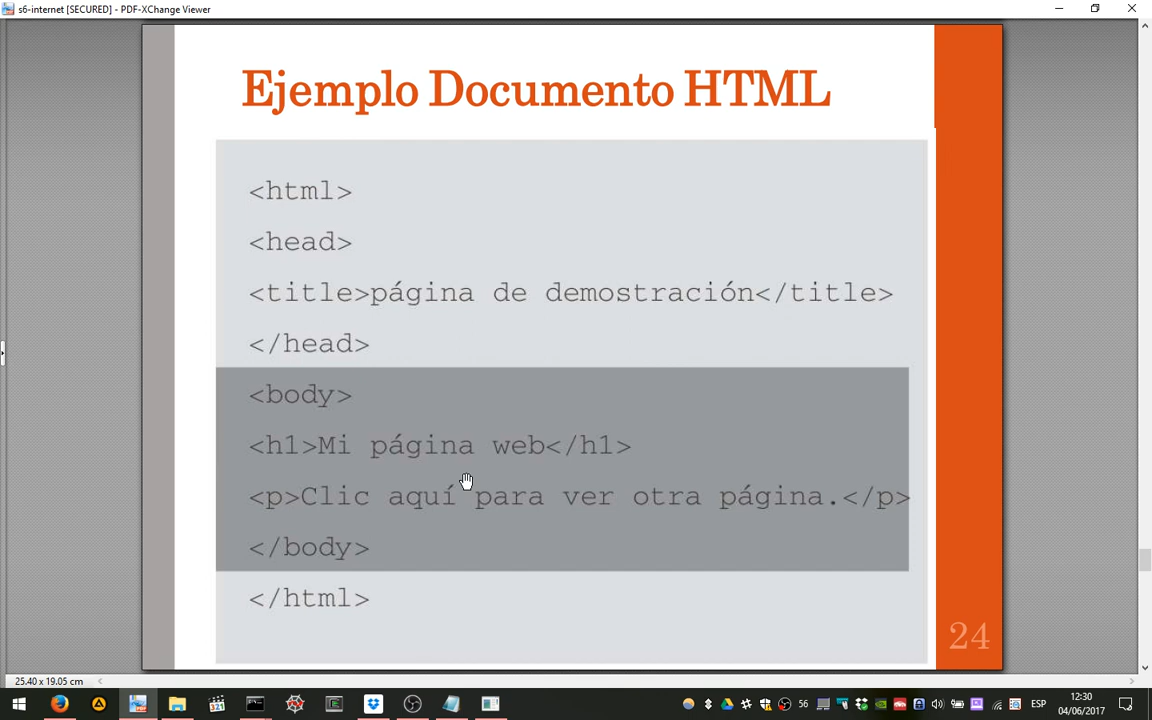 s6-internet [SECURED] - PDF-XChange Viewer
Ejemplo Documento HTML
<html>
<head>
<title>página de demostración</title>
</head>
<body>
<h1>Mi página web</h1>
<p>Clic aquí para ver otra página.</p>
</body>
</html>
24
25.40 x 19.05 cm
56
ESP
12:30
04/06/2017